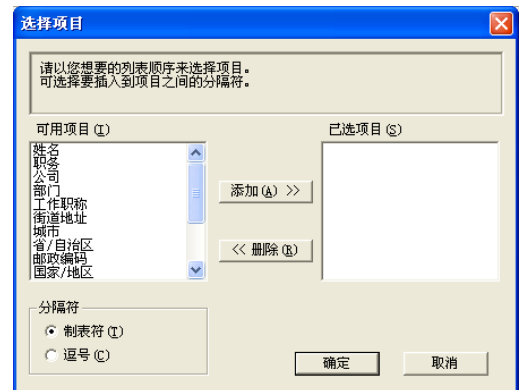 选择项目
请以您想要的列表顺序来选择项目。
可选择要插入到项目之间的分隔符。
可用项目(I)
姓名
职务
公司
部门
工作职称
街道地址
城市
省/自治区
邮政编码
国家/地区
添加(A) >>
<< 删除(R)
已选项目(S)
分隔符
制表符(T)
逗号(C)
确定
取消